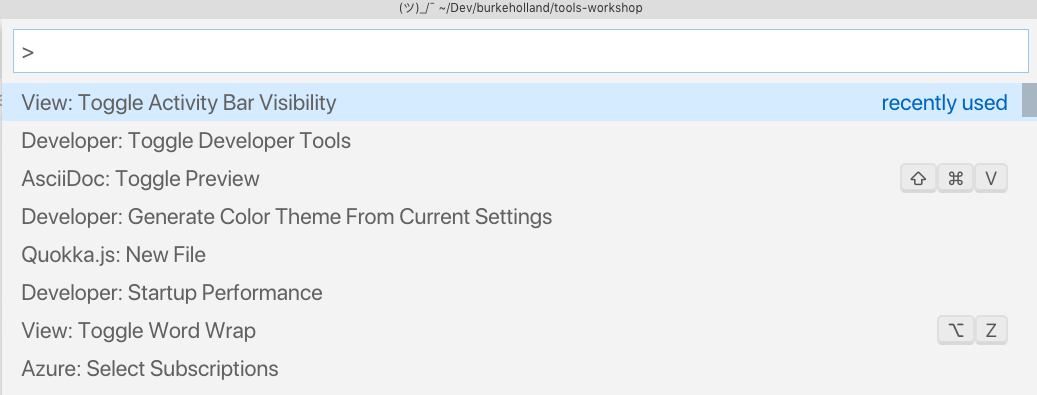 (ツ)_/¯ ~/Dev/burkeholland/tools-workshop
>
View: Toggle Activity Bar Visibility recently used
Developer: Toggle Developer Tools
AsciiDoc: Toggle Preview ⇧ ⌘ V
Developer: Generate Color Theme From Current Settings
Quokka.js: New File
Developer: Startup Performance
View: Toggle Word Wrap ⌥ Z
Azure: Select Subscriptions